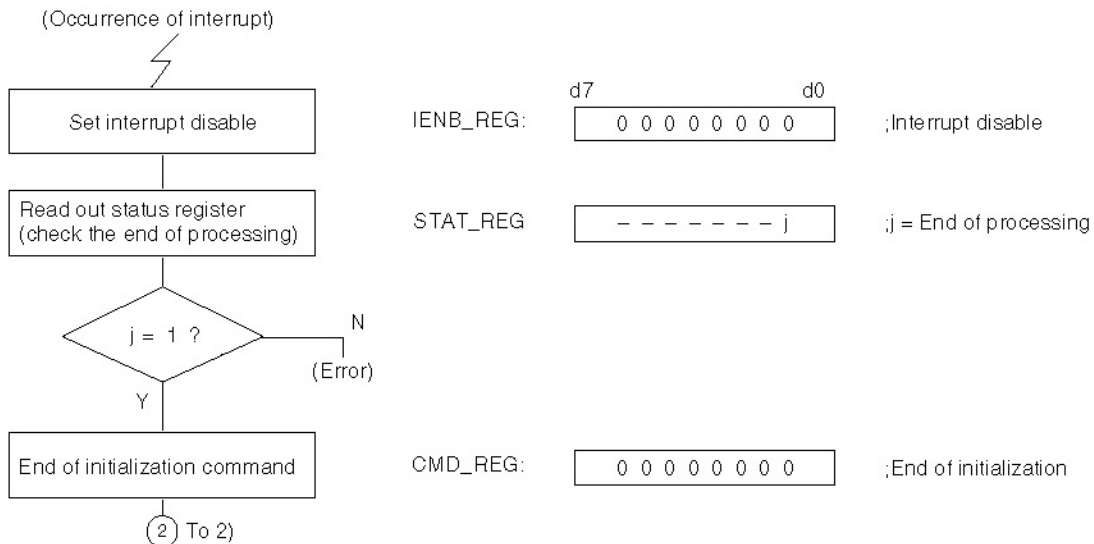 (Occurrence of interrupt)
d7 d0
Set interrupt disable IENB_REG: 0 0 0 0 0 0 0 0 ;Interrupt disable
Read out status register
(check the end of processing) STAT_REG – – – – – – – j ;j = End of processing
j = 1 ?
N
(Error)
Y
End of initialization command CMD_REG: 0 0 0 0 0 0 0 0 ;End of initialization
2 To 2)